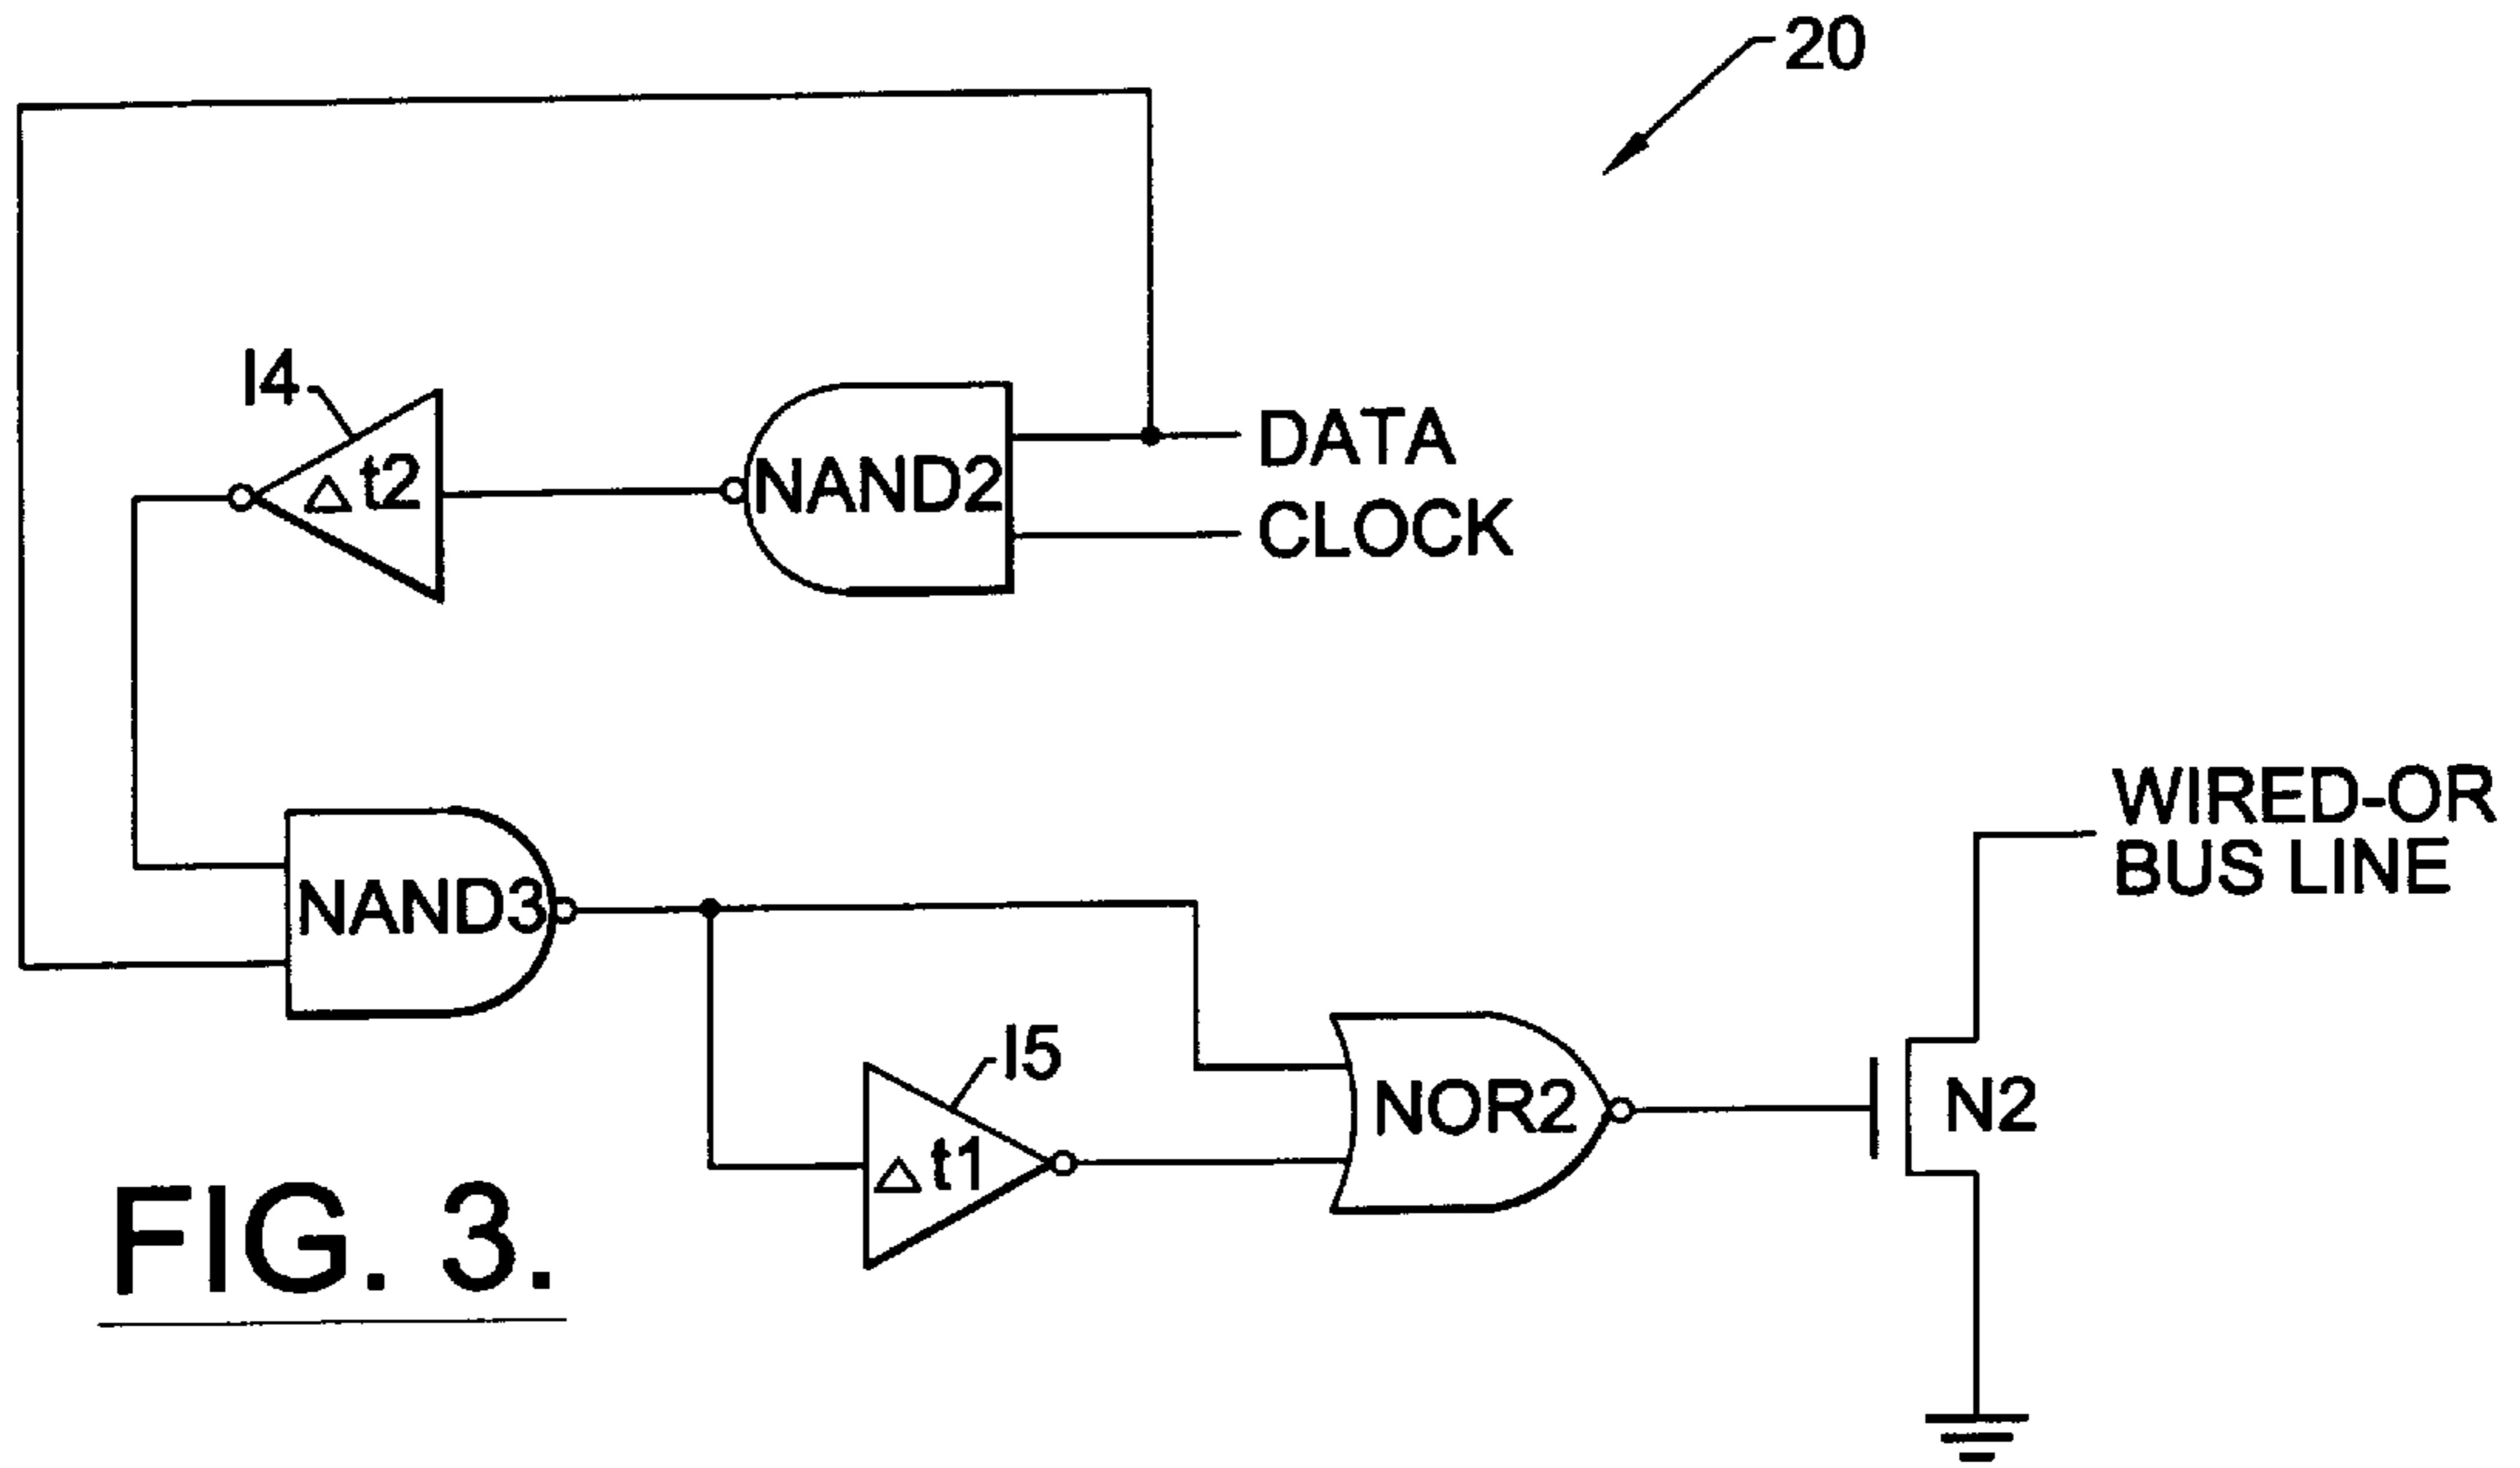 20
I4
Δt2
NAND2
DATA
CLOCK
WIRED-OR
BUS LINE
NAND3
I5
Δt1
NOR2
N2
FIG. 3.